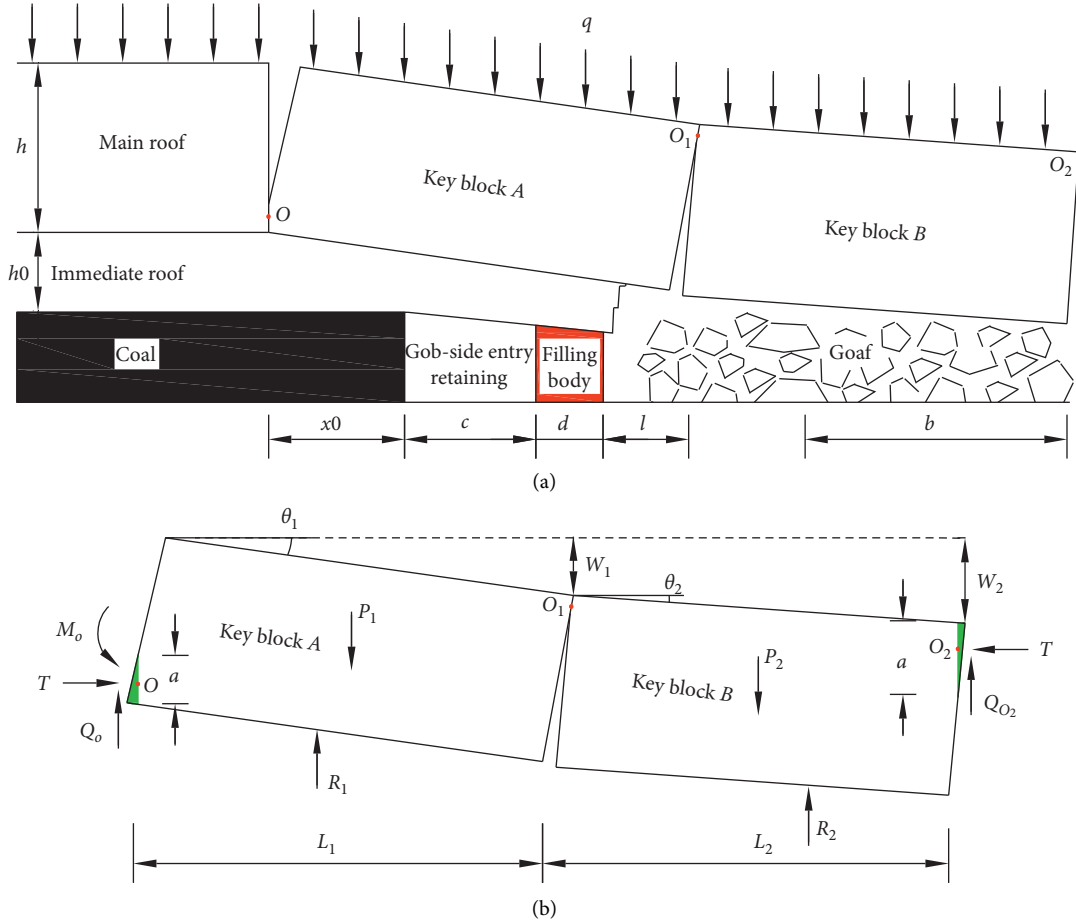 q
h
Main roof
O
O1
O2
Key block A
Key block B
h0
Immediate roof
Coal
Gob-side entry
retaining
Filling
body
Goaf
x0
c
d
l
b
(a)
θ1
W1
W2
θ2
O1
P1
Mo
Key block A
a
T
O
P2
Key block B
a
O2
T
Qo
QO2
R1
R2
L1
L2
(b)